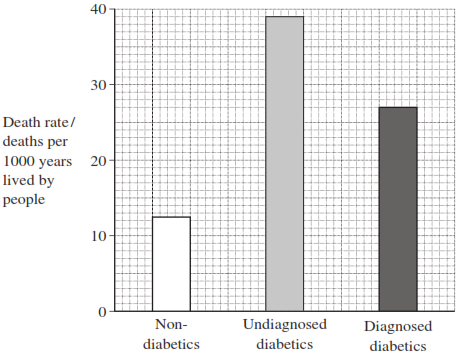 40
30
Death rate/
deaths per
1000 years
lived by
people
20
10
0
Non-
diabetics
Undiagnosed
diabetics
Diagnosed
diabetics